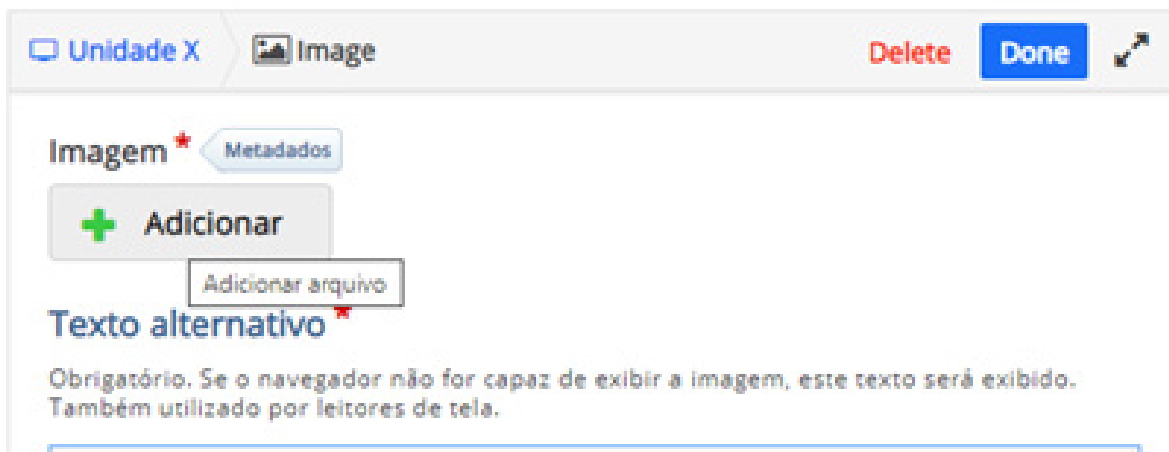 Unidade X Image Delete Done
Imagem * Metadados
Adicionar
Adicionar arquivo
Texto alternativo *
Obrigatório. Se o navegador não for capaz de exibir a imagem, este texto será exibido.
Também utilizado por leitores de tela.